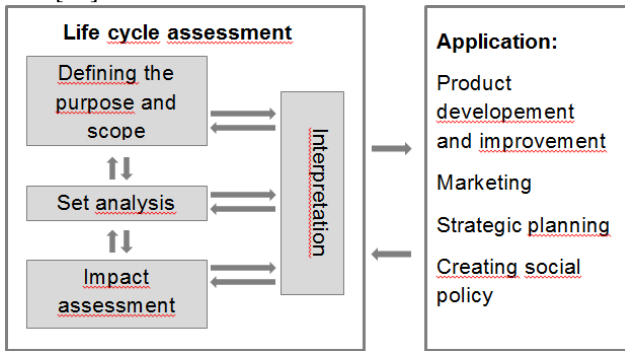 Life cycle assessment
Defining the
purpose and
scope
Set analysis
Impact
assessment
Interpretation
Application:
Product
developement
and improvement
Marketing
Strategic planning
Creating social
policy